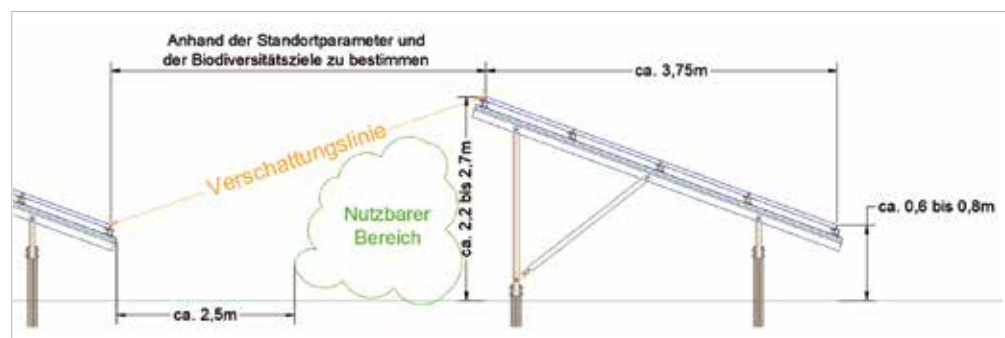 Anhand der Standortparameter und
der Biodiversitätsziele zu bestimmen
ca. 3,75m
Verschattungslinie
ca. 2,2 bis 2,7m
Nutzbarer
Bereich
ca. 0,6 bis 0,8m
ca. 2,5m